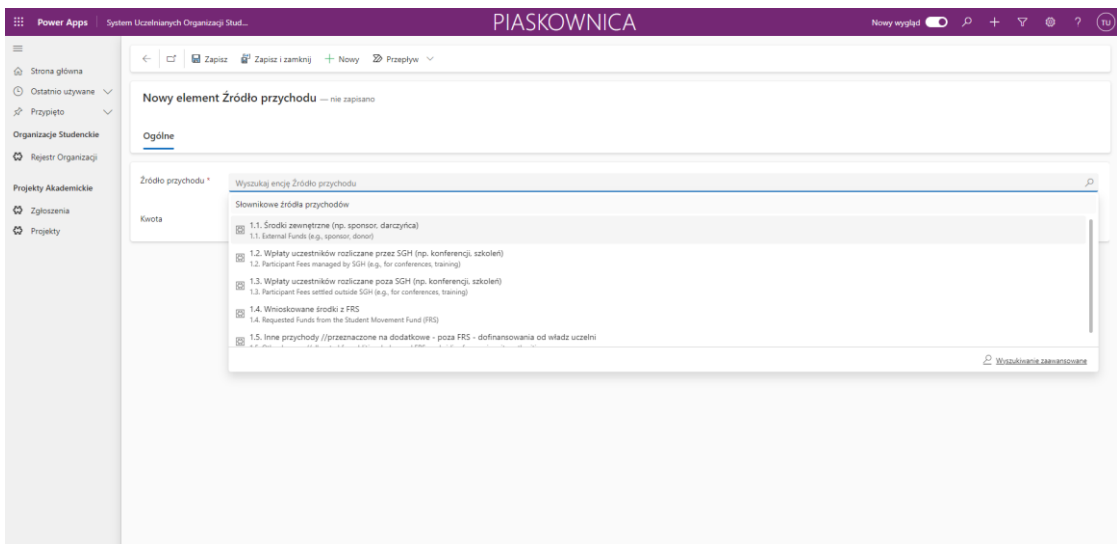 Power Apps
System Uczelnianych Organizacji Stud...
PIASKOWNICA
Nowy wygląd
TU
Strona główna
Ostatnio używane
Przypięto
Organizacje Studenckie
Rejestr Organizacji
Projekty Akademickie
Zgłoszenia
Projekty
Zapisz
Zapisz i zamknij
Nowy
Przepływ
Nowy element Źródło przychodu — nie zapisano
Ogólne
Źródło przychodu *
Wyszukaj encję Źródło przychodu
Kwota
Słownikowe źródła przychodów
1.1. Środki zewnętrzne (np. sponsor, darczyńca)
1.1. External Funds (e.g., sponsor, donor)
1.2. Wpłaty uczestników rozliczane przez SGH (np. konferencji, szkoleń)
1.2. Participant Fees managed by SGH (e.g., for conferences, training)
1.3. Wpłaty uczestników rozliczane poza SGH (np. konferencji, szkoleń)
1.3. Participant Fees settled outside SGH (e.g., for conferences, training)
1.4. Wnioskowane środki z FRS
1.4. Requested Funds from the Student Movement Fund (FRS)
1.5. Inne przychody //przeznaczone na dodatkowe - poza FRS - dofinansowania od władz uczelni
Wyszukiwanie zaawansowane